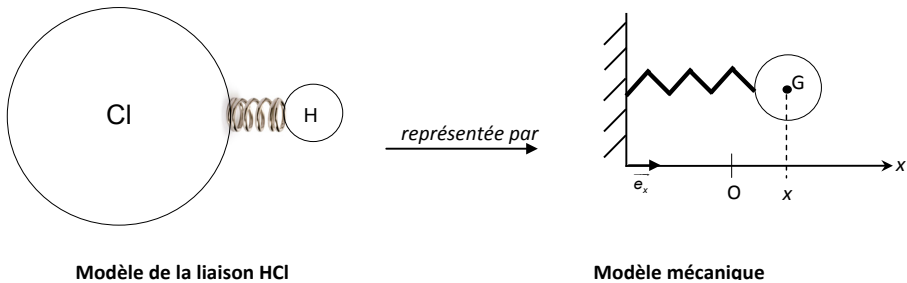 Cl
H
représentée par
G
x
e_x
O
x
Modèle de la liaison HCl
Modèle mécanique